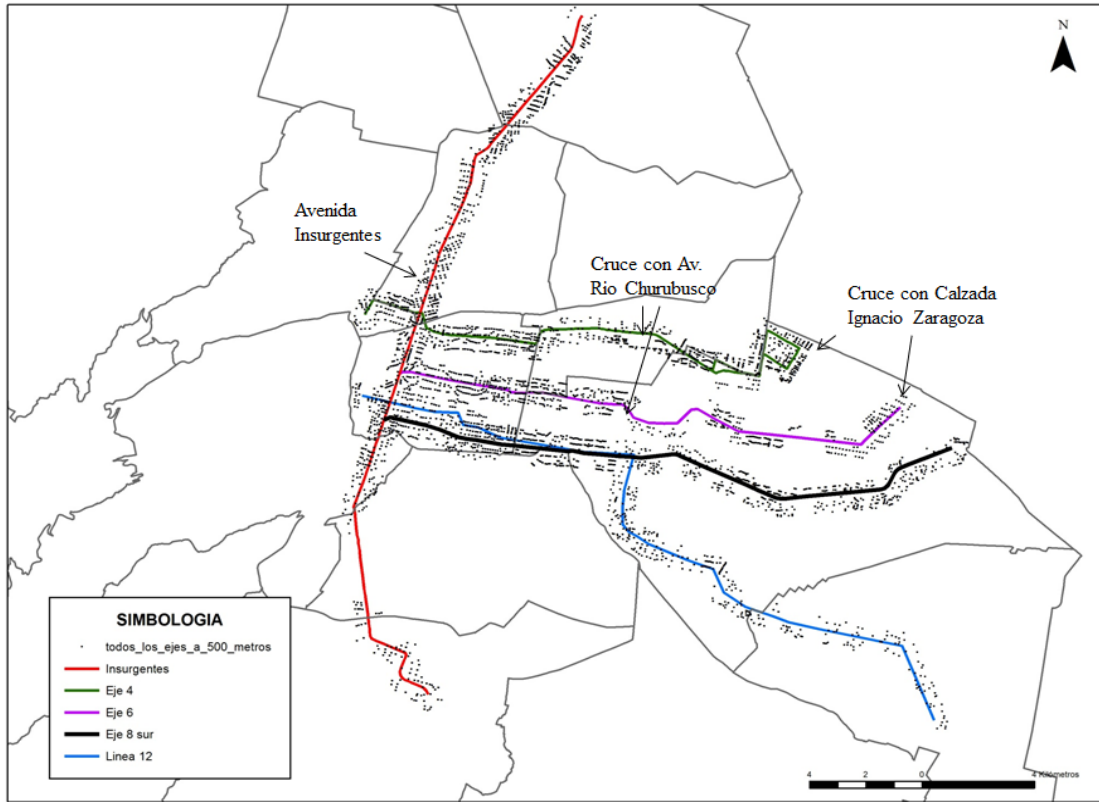 N
Avenida
Insurgentes
Cruce con Av.
Rio Churubusco
Cruce con Calzada
Ignacio Zaragoza
SIMBOLOGIA
todos_los_ejes_a_500_metros
Insurgentes
Eje 4
Eje 6
Eje 8 sur
Linea 12
4 2 0 4 Kilómetros